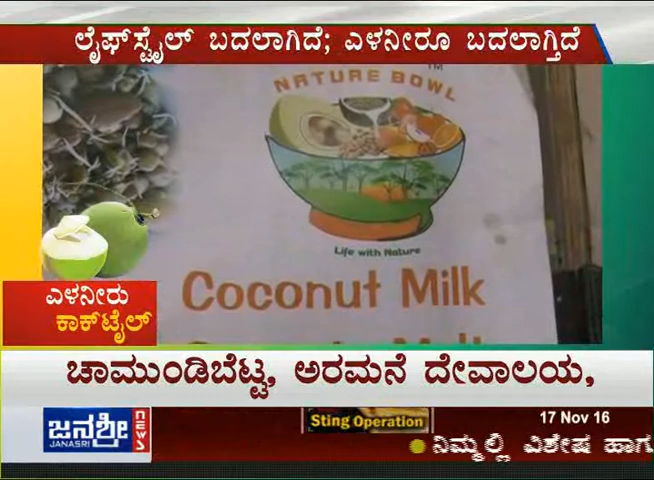 ಲೈಫ್‌ಸ್ಟೈಲ್ ಬದಲಾಗಿದೆ; ಎಳನೀರೂ ಬದಲಾಗ್ತಿದೆ
NATURE BOWL
TM
Life with Nature
Coconut Milk
ಎಳನೀರು
ಕಾಕ್‌ಟೈಲ್
ಚಾಮುಂಡಿಬೆಟ್ಟ, ಅರಮನೆ ದೇವಾಲಯ,
ಜನಶ್ರೀ
JANASRI
NEWS
Sting Operation
17 Nov 16
ನಿಮ್ಮಲ್ಲಿ ವಿಶೇಷ